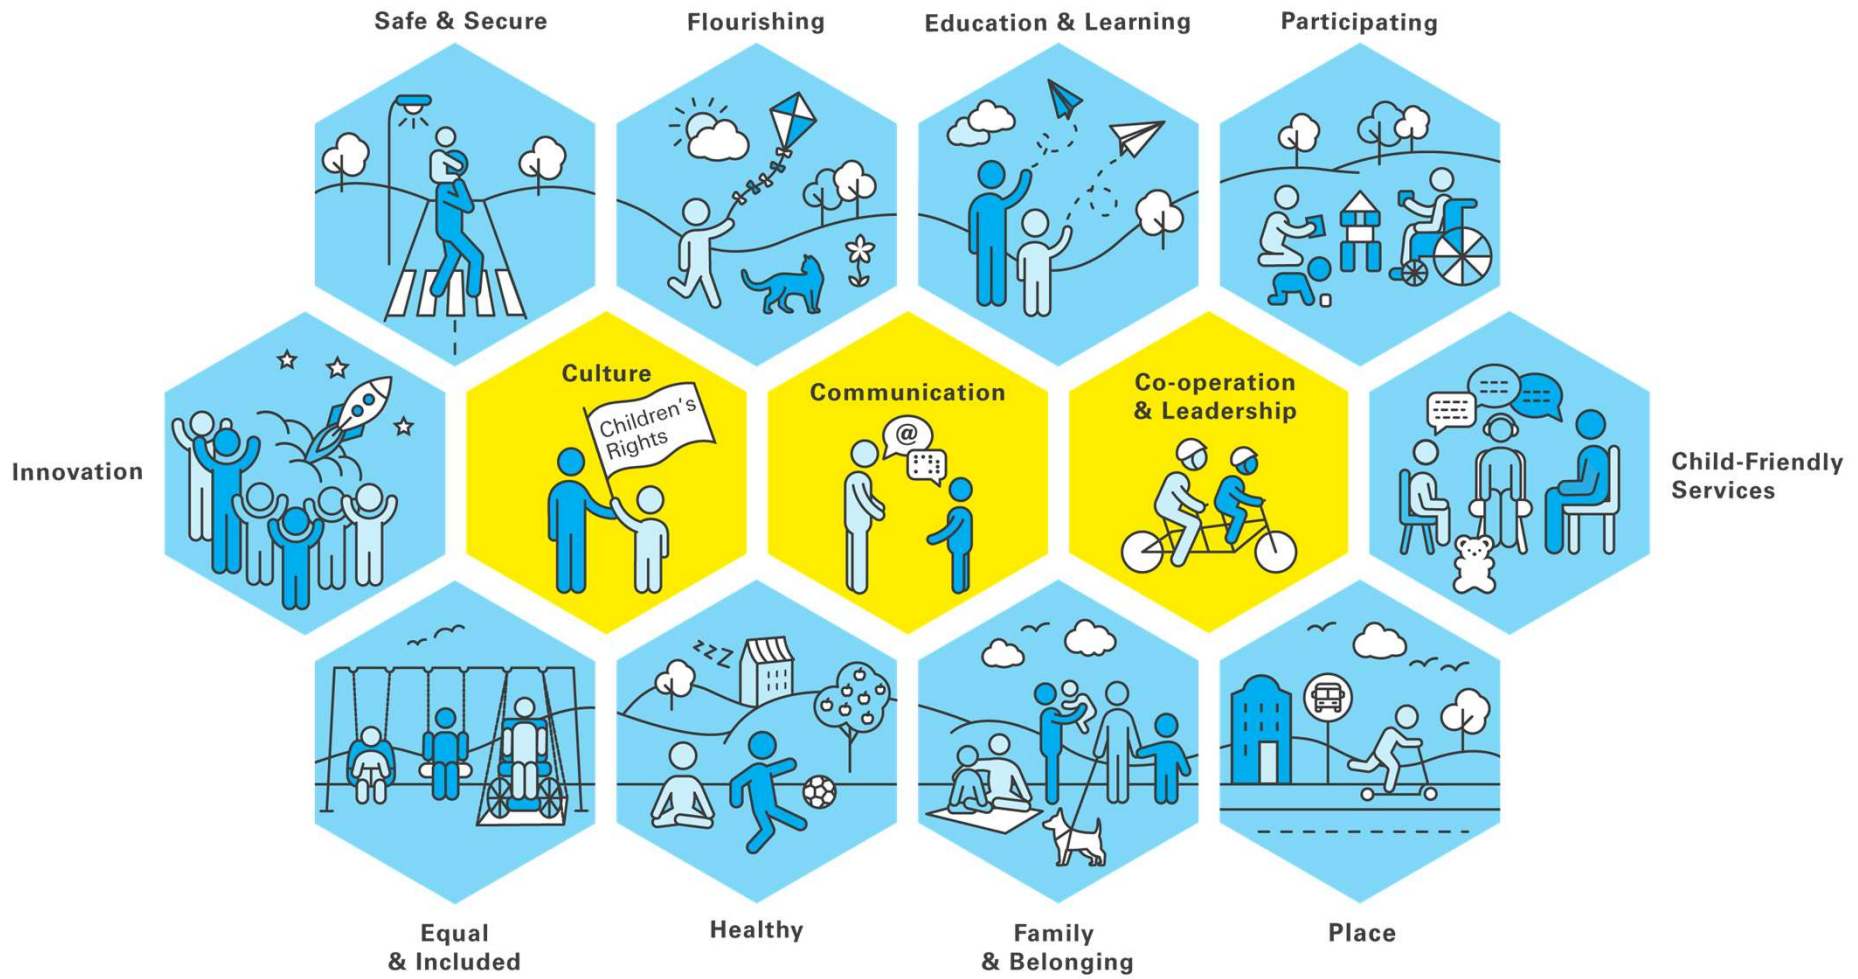 Safe & Secure
Flourishing
Education & Learning
Participating
Innovation
Culture
Children's
Rights
Communication
@
Co-operation
& Leadership
Child-Friendly
Services
zzZ
Equal
& Included
Healthy
Family
& Belonging
Place